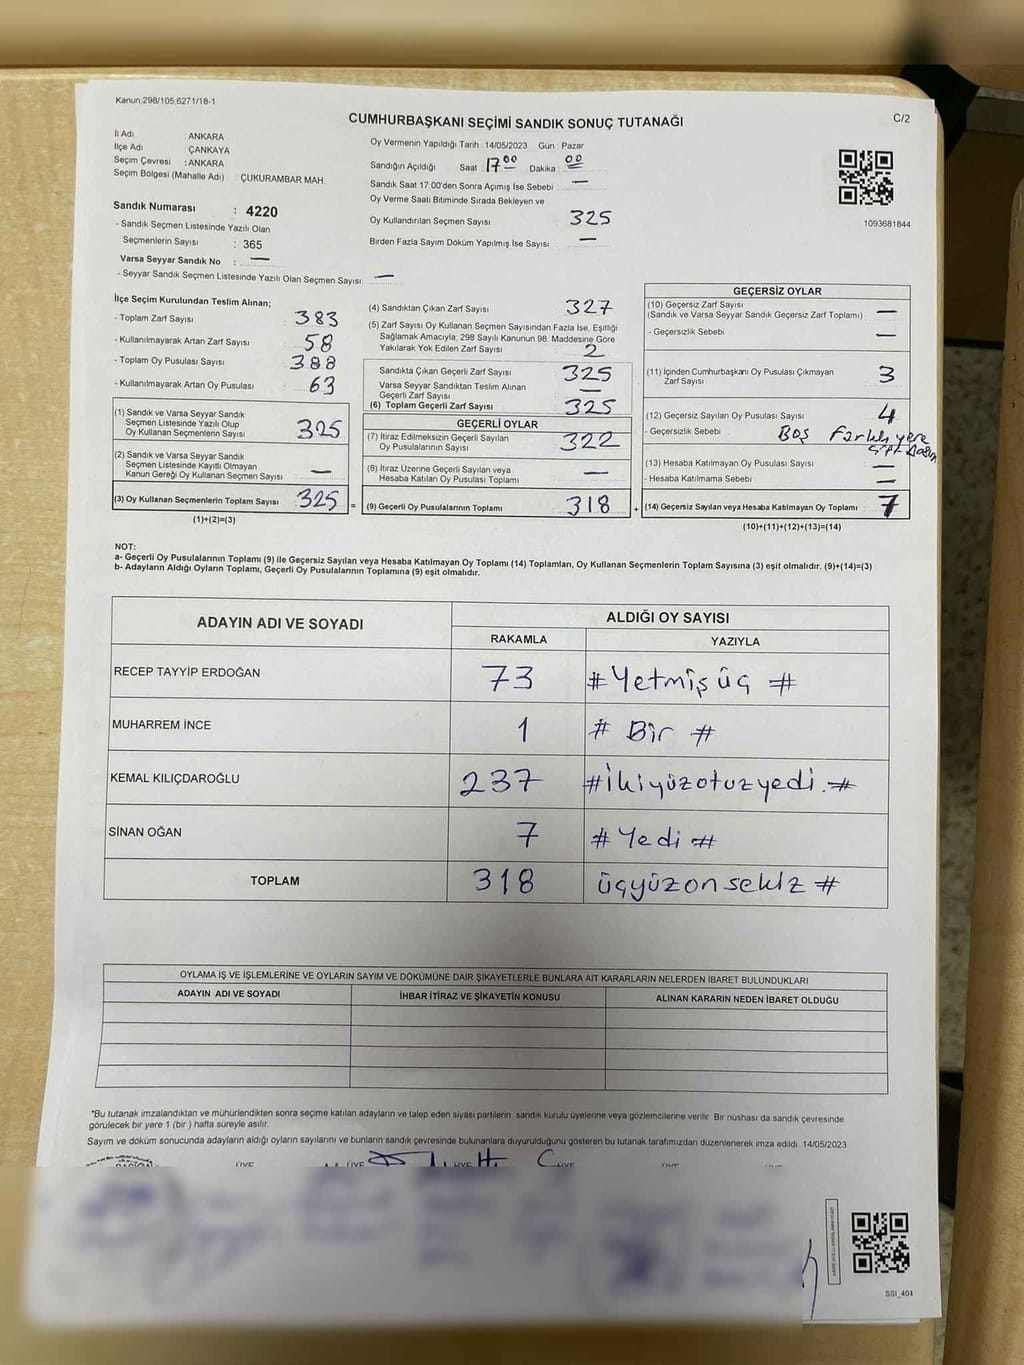 Kanun,298/105,6271/18-1
CUMHURBAŞKANI SEÇİMİ SANDIK SONUÇ TUTANAĞI
C/2
İl Adı ANKARA
İlçe Adı : ÇANKAYA
Seçim Çevresi : ANKARA
Seçim Bölgesi (Mahalle Adı) : ÇUKURAMBAR MAH.
Sandık Numarası : 4220
- Sandık Seçmen Listesinde Yazılı Olan
Seçmenlerin Sayısı : 365
Varsa Seyyar Sandık No : —
- Seyyar Sandık Seçmen Listesinde Yazılı Olan Seçmen Sayısı: —
Oy Vermenin Yapıldığı Tarih :14/05/2023 Gün Pazar
Sandığın Açıldığı Saat 17⁰⁰ Dakika 00
Sandık Saat 17.00'den Sonra Açımış İse Sebebi —
Oy Verme Saati Bitiminde Sırada Bekleyen ve
Oy Kullandırılan Seçmen Sayısı 325
Birden Fazla Sayım Döküm Yapılmış İse Sayısı —
1093681844
İlçe Seçim Kurulundan Teslim Alınan;
- Toplam Zarf Sayısı : 383
- Kullanılmayarak Artan Zarf Sayısı : 58
- Toplam Oy Pusulası Sayısı : 388
- Kullanılmayarak Artan Oy Pusulası : 63
(1) Sandık ve Varsa Seyyar Sandık
Seçmen Listesinde Yazılı Olup
Oy Kullanan Seçmenlerin Sayısı 325
(2) Sandık ve Varsa Seyyar Sandık
Seçmen Listesinde Kayıtlı Olmayan
Kanun Gereği Oy Kullanan Seçmen Sayısı —
(3) Oy Kullanan Seçmenlerin Toplam Sayısı 325 =
(1)+(2)=(3)
(4) Sandıktan Çıkan Zarf Sayısı 327
(5) Zarf Sayısı Oy Kullanan Seçmen Sayısından Fazla İse, Eşitliği
Sağlamak Amacıyla, 298 Sayılı Kanunun 98. Maddesine Göre
Yakılarak Yok Edilen Zarf Sayısı 2
Sandıkta Çıkan Geçerli Zarf Sayısı 325
Varsa Seyyar Sandıktan Teslim Alınan
Geçerli Zarf Sayısı —
(6) Toplam Geçerli Zarf Sayısı 325
GEÇERLİ OYLAR
(7) İtiraz Edilmeksizin Geçerli Sayılan
Oy Pusulalarının Sayısı 322
(8) İtiraz Üzerine Geçerli Sayılan veya
Hesaba Katılan Oy Pusulası Toplamı —
(9) Geçerli Oy Pusulalarının Toplamı 318 +
GEÇERSİZ OYLAR
(10) Geçersiz Zarf Sayısı
(Sandık ve Varsa Seyyar Sandık Geçersiz Zarf Toplamı) —
- Geçersizlik Sebebi —
(11) İçinden Cumhurbaşkanı Oy Pusulası Çıkmayan
Zarf Sayısı 3
(12) Geçersiz Sayılan Oy Pusulası Sayısı 4
- Geçersizlik Sebebi Boş Farklı yere
(13) Hesaba Katılmayan Oy Pusulası Sayısı —
- Hesaba Katılmama Sebebi —
(14) Geçersiz Sayılan veya Hesaba Katılmayan Oy Toplamı 7
(10)+(11)+(12)+(13)=(14)
NOT:
a- Geçerli Oy Pusulalarının Toplamı (9) ile Geçersiz Sayılan veya Hesaba Katılmayan Oy Toplamı (14) Toplamları, Oy Kullanan Seçmenlerin Toplam Sayısına (3) eşit olmalıdır. (9)+(14)=(3)
b- Adayların Aldığı Oyların Toplamı, Geçerli Oy Pusulalarının Toplamına (9) eşit olmalıdır.
ADAYIN ADI VE SOYADI ALDIĞI OY SAYISI
RAKAMLA YAZIYLA
RECEP TAYYİP ERDOĞAN 73 #Yetmiş üç #
MUHARREM İNCE 1 # Bir #
KEMAL KILIÇDAROĞLU 237 #İkiyüzotuzyedi.#
SİNAN OĞAN 7 # Yedi #
TOPLAM 318 üçyüzonsekiz #
OYLAMA İŞ VE İŞLEMLERİNE VE OYLARIN SAYIM VE DÖKÜMÜNE DAİR ŞİKAYETLERLE BUNLARA AİT KARARLARIN NELERDEN İBARET BULUNDUKLARI
ADAYIN ADI VE SOYADI İHBAR İTİRAZ VE ŞİKAYETİN KONUSU ALINAN KARARIN NEDEN İBARET OLDUĞU
*Bu tutanak imzalandıktan ve mühürlendikten sonra seçime katılan adayların ve talep eden siyasi partilerin sandık kurulu üyelerine veya gözlemcilerine verilir. Bir nüshası da sandık çevresinde
görülecek bir yere 1 (bir ) hafta süreyle asılır.
Sayım ve döküm sonucunda adayların aldığı oyların sayılarını ve bunların sandık çevresinde bulunanlara duyurulduğunu gösteren bu tutanak tarafımızdan düzenlenerek imza edildi. 14/05/2023
ÜYE ÜYE ÜYE ÜYE ÜYE
SSI_404